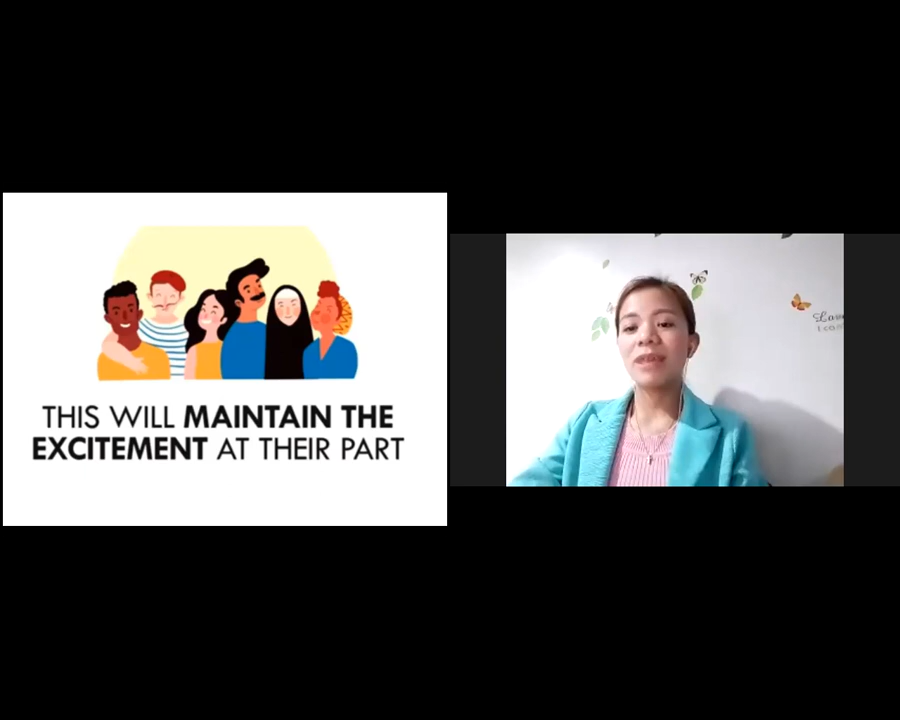 THIS WILL MAINTAIN THE
EXCITEMENT AT THEIR PART